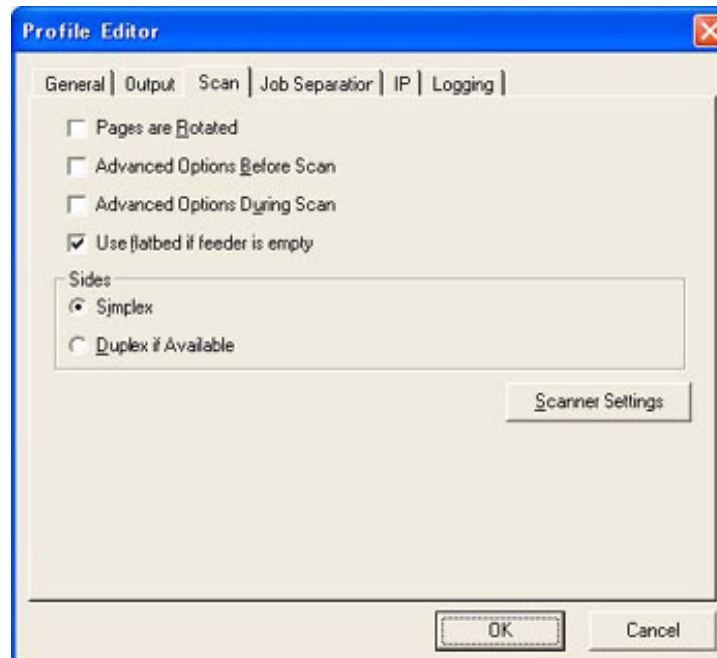 Profile Editor
General Output Scan Job Separatior IP Logging
Pages are Rotated
Advanced Options Before Scan
Advanced Options During Scan
Use flatbed if feeder is empty
Sides
Simplex
Duplex if Available
Scanner Settings
OK Cancel